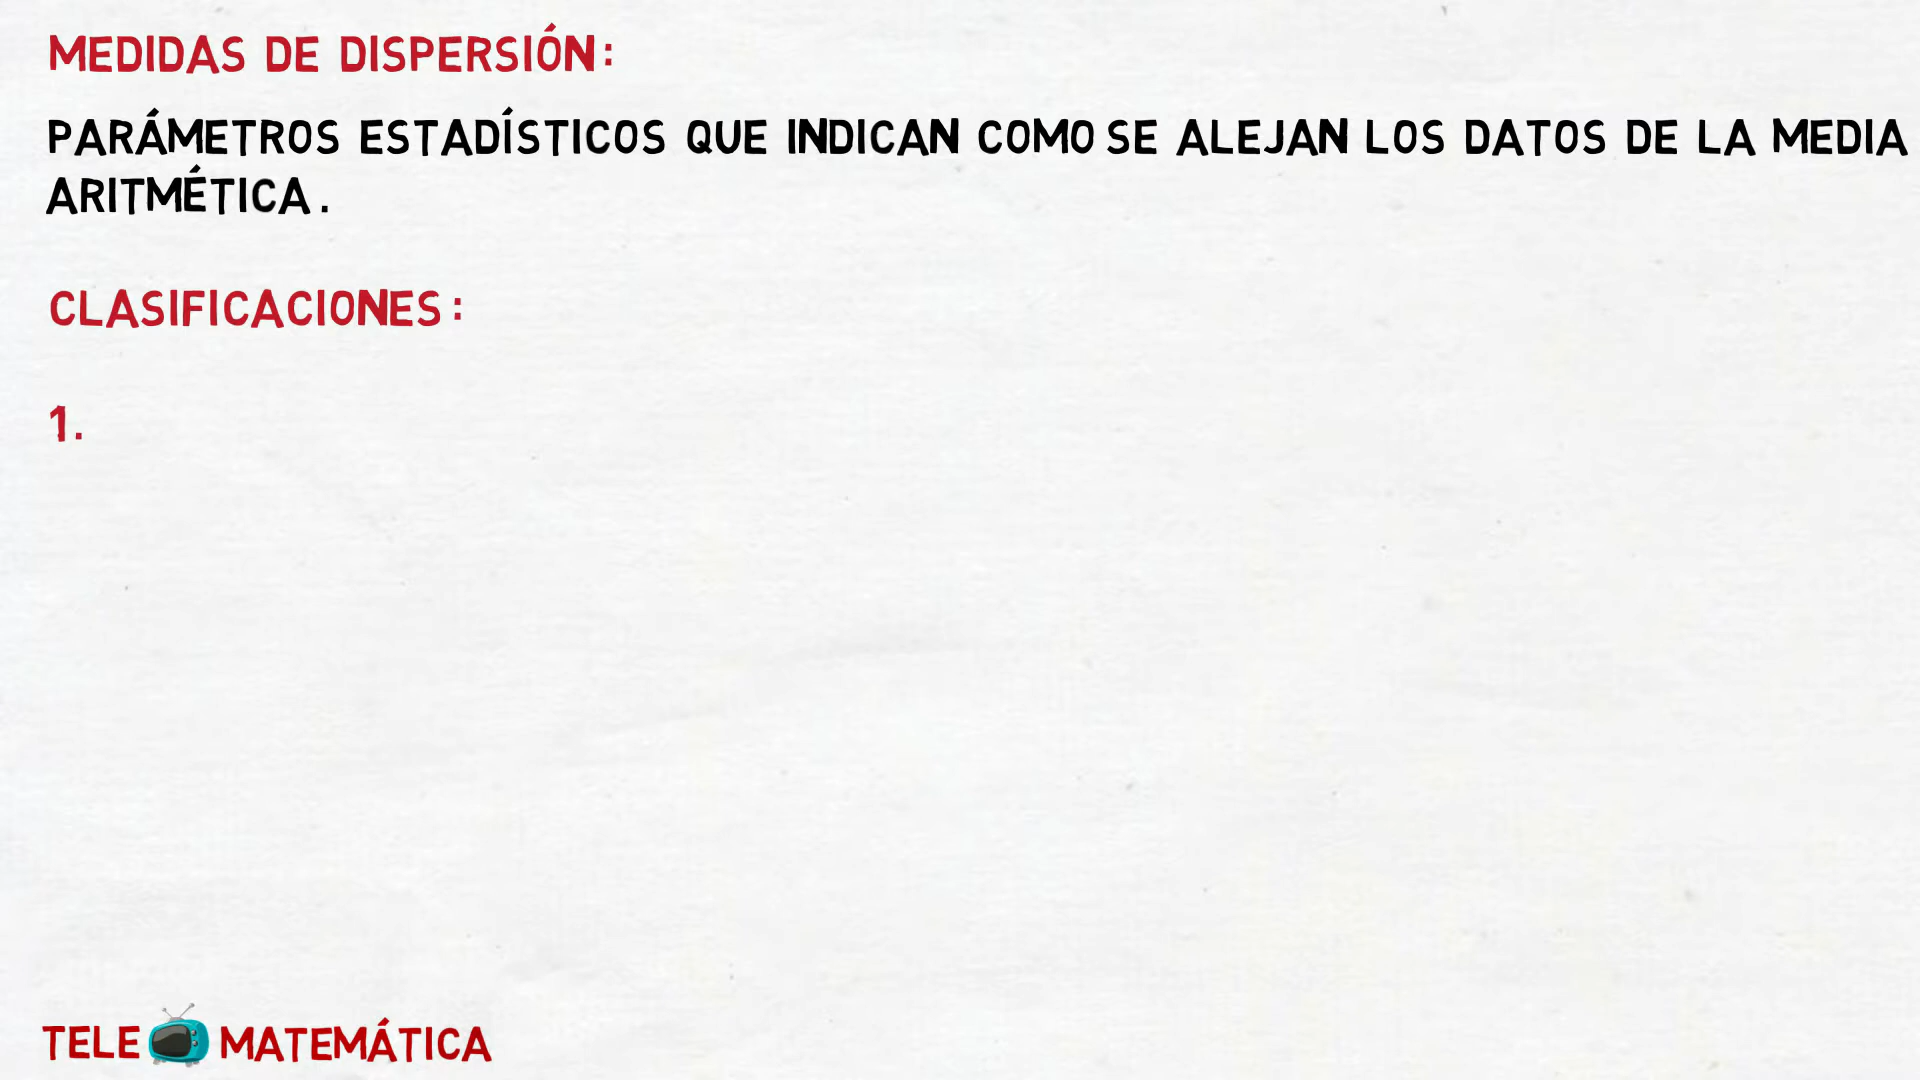 MEDIDAS DE DISPERSIÓN:
PARÁMETROS ESTADÍSTICOS QUE INDICAN COMO SE ALEJAN LOS DATOS DE LA MEDIA
ARITMÉTICA.
CLASIFICACIONES:
1.
TELE MATEMÁTICA